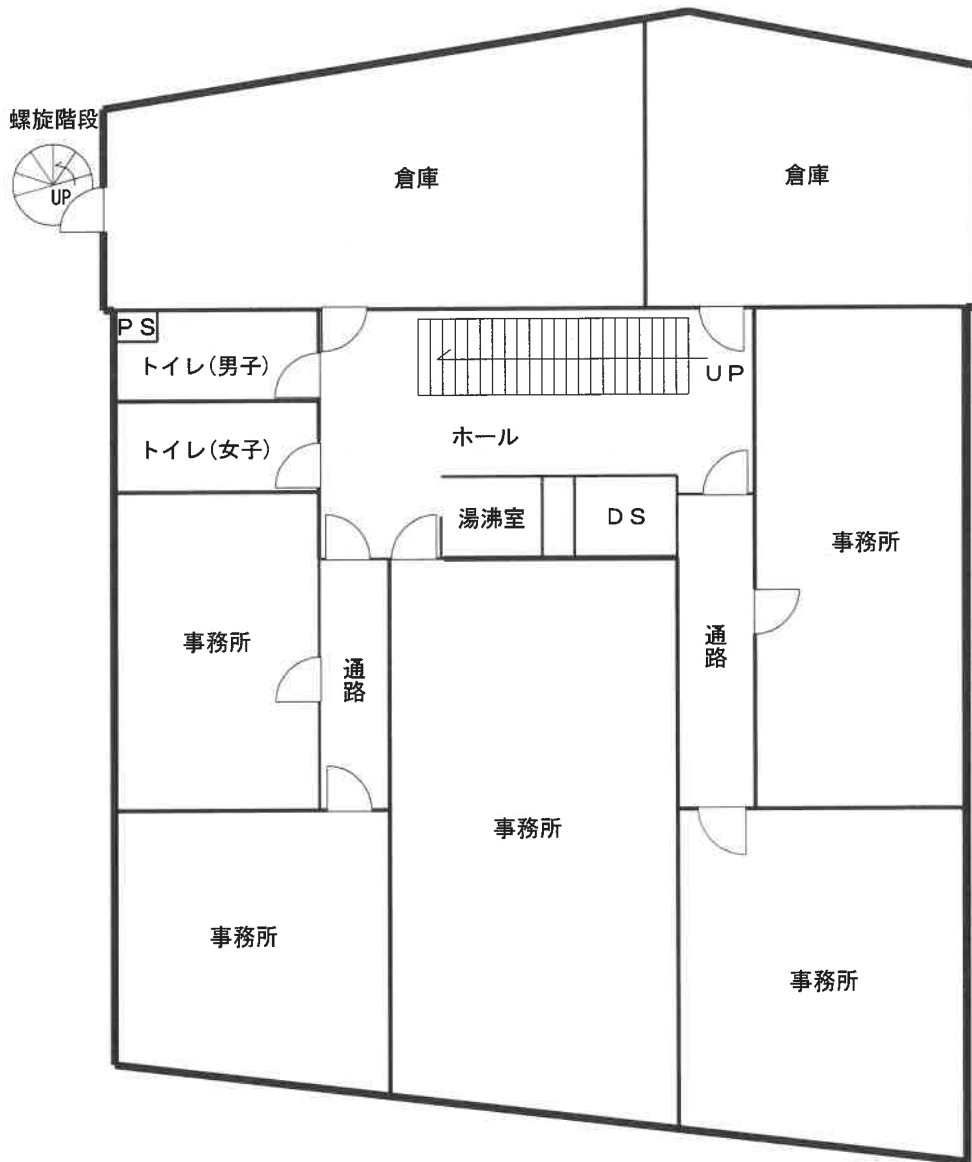 螺旋階段
UP
倉庫
倉庫
PS
トイレ(男子)
UP
トイレ(女子)
ホール
湯沸室
DS
事務所
事務所
通路
通路
事務所
事務所
事務所